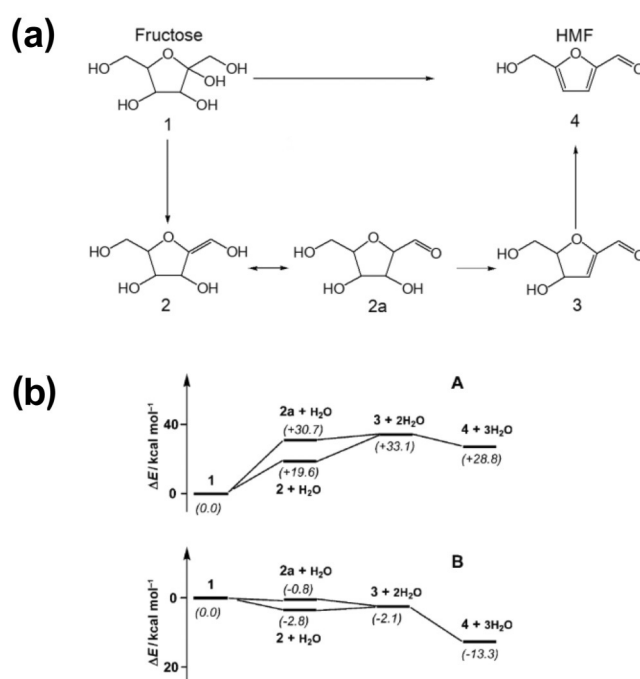 (a)
Fructose
HO
O
OH
OH
HO
OH
1
HMF
HO
O
O
4
HO
O
OH
HO
OH
2
HO
O
O
HO
OH
2a
HO
O
O
HO
3
(b)
A
ΔE / kcal mol⁻¹
40
0
1
(0.0)
2a + H₂O
(+30.7)
(+19.6)
2 + H₂O
3 + 2H₂O
(+33.1)
4 + 3H₂O
(+28.8)
B
ΔE / kcal mol⁻¹
0
20
1
(0.0)
2a + H₂O
(-0.8)
(-2.8)
2 + H₂O
3 + 2H₂O
(-2.1)
4 + 3H₂O
(-13.3)